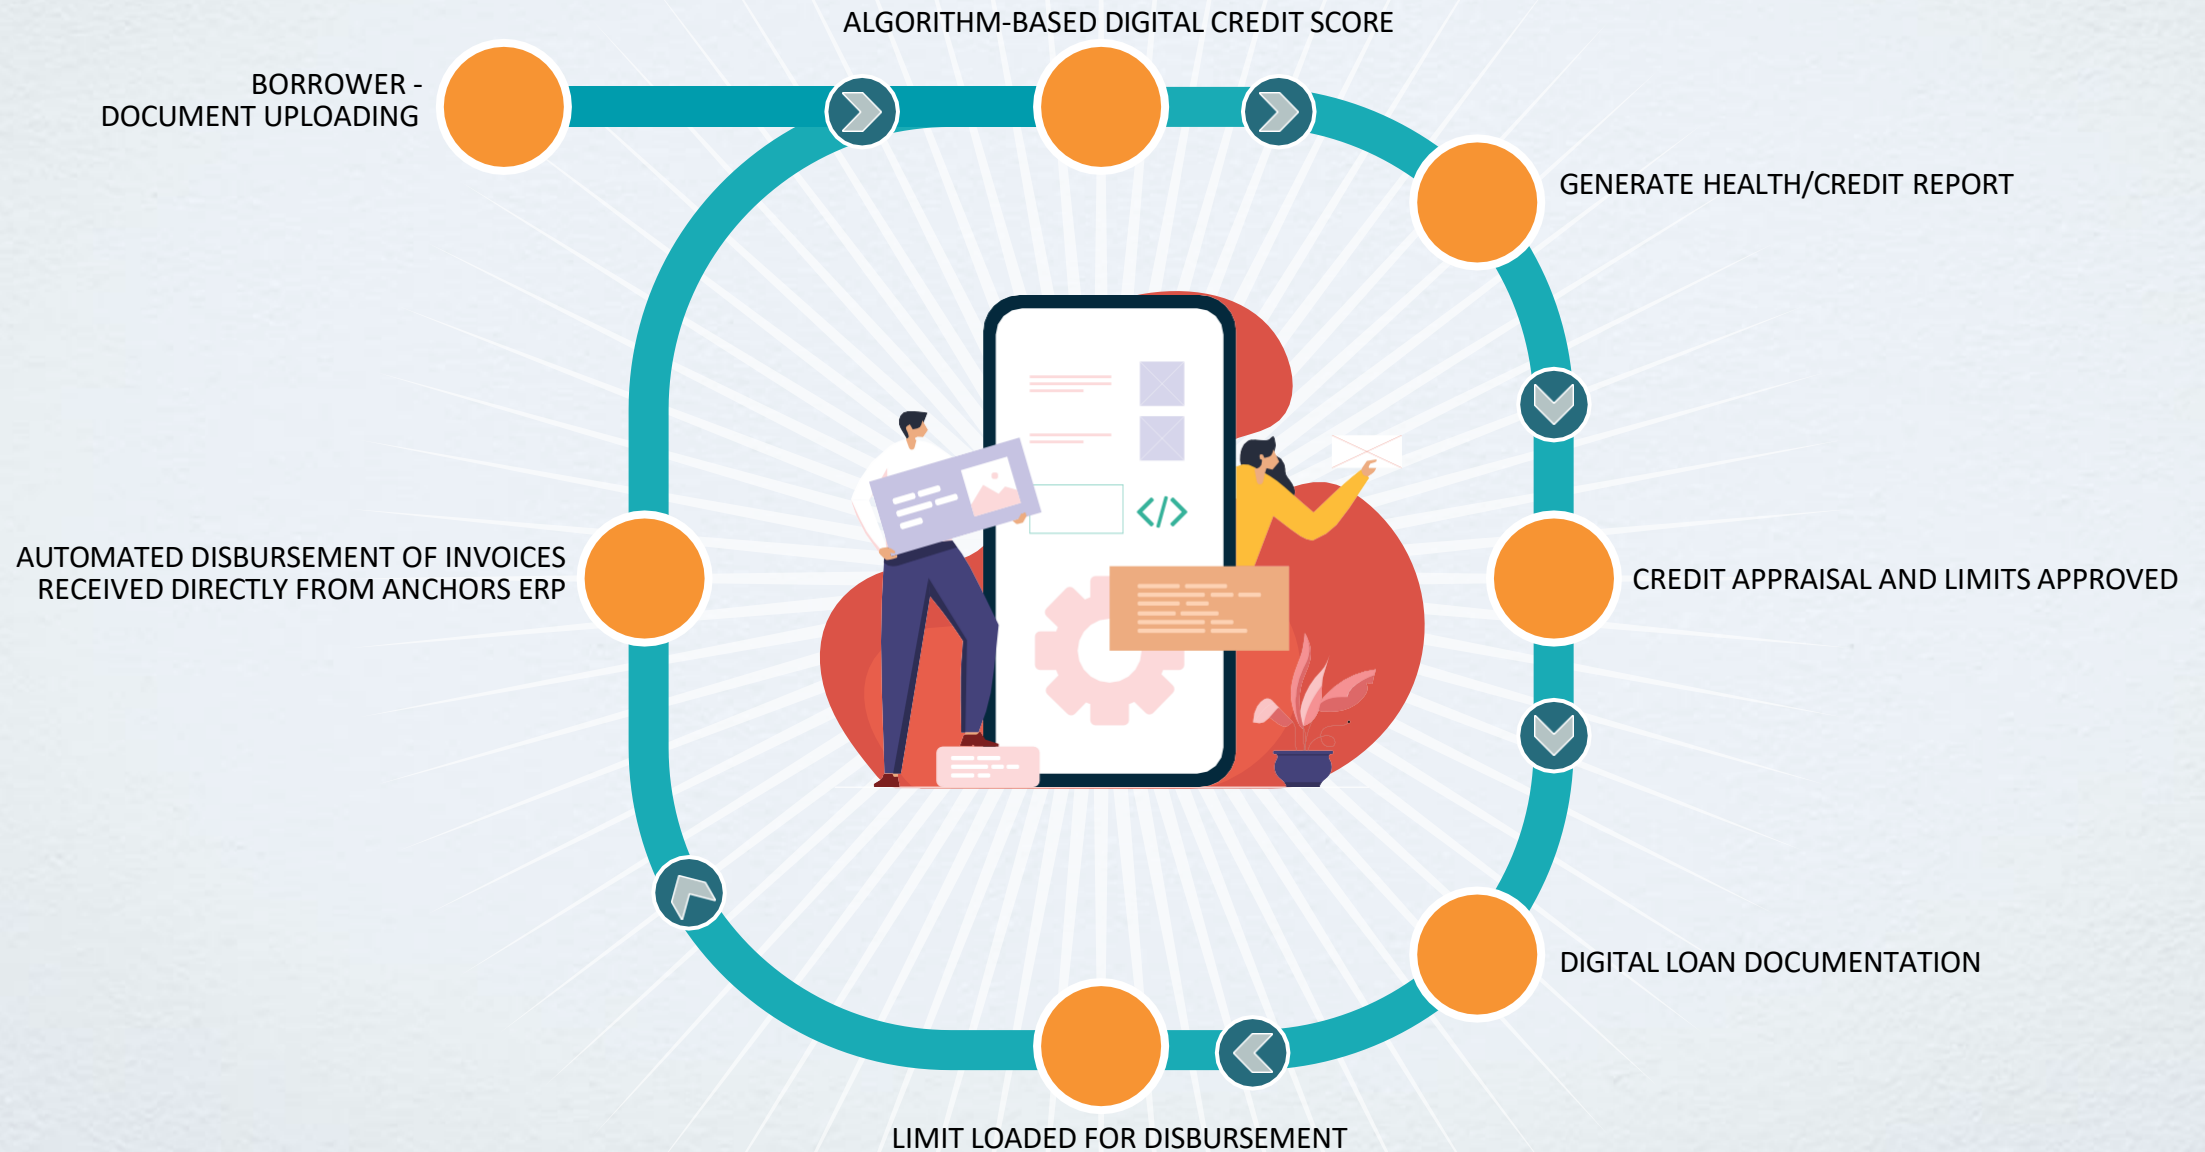 ALGORITHM-BASED DIGITAL CREDIT SCORE
BORROWER -
DOCUMENT UPLOADING
GENERATE HEALTH/CREDIT REPORT
</>
AUTOMATED DISBURSEMENT OF INVOICES
RECEIVED DIRECTLY FROM ANCHORS ERP
CREDIT APPRAISAL AND LIMITS APPROVED
DIGITAL LOAN DOCUMENTATION
LIMIT LOADED FOR DISBURSEMENT